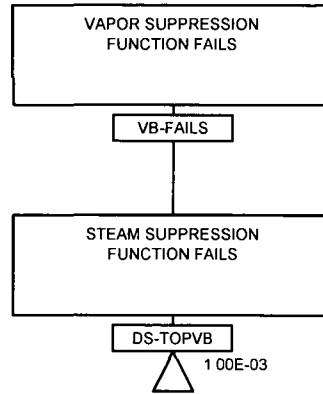 VAPOR SUPPRESSION
FUNCTION FAILS
VB-FAILS
STEAM SUPPRESSION
FUNCTION FAILS
DS-TOPVB
1 00E-03